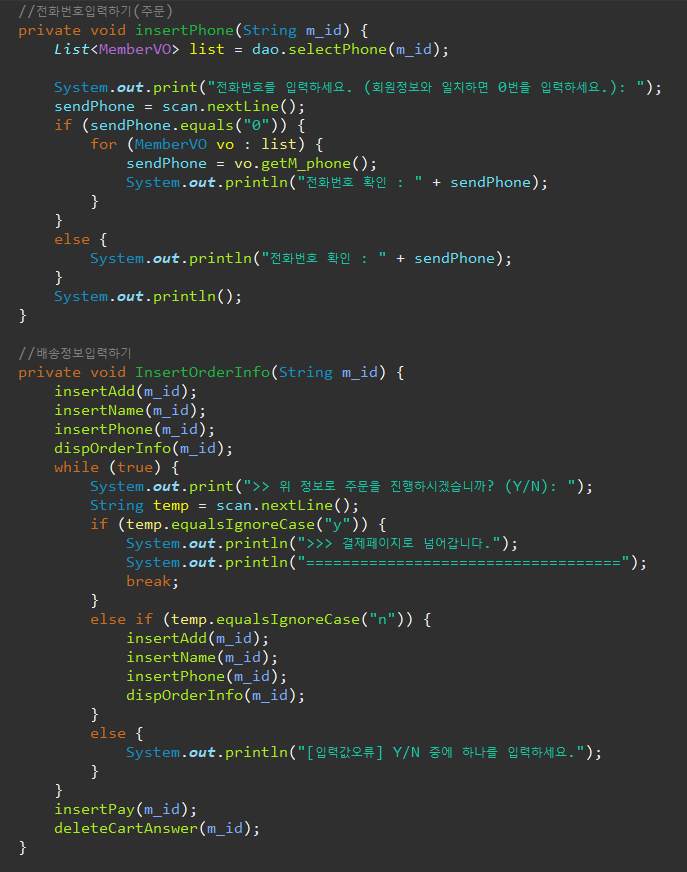 //전화번호입력하기(주문)
private void insertPhone(String m_id) {
    List<MemberVO> list = dao.selectPhone(m_id);

    System.out.print("전화번호를 입력하세요. (회원정보와 일치하면 0번을 입력하세요.): ");
    sendPhone = scan.nextLine();
    if (sendPhone.equals("0")) {
        for (MemberVO vo : list) {
            sendPhone = vo.getM_phone();
            System.out.println("전화번호 확인 : " + sendPhone);
        }
    }
    else {
        System.out.println("전화번호 확인 : " + sendPhone);
    }
    System.out.println();
}

//배송정보입력하기
private void InsertOrderInfo(String m_id) {
    insertAdd(m_id);
    insertName(m_id);
    insertPhone(m_id);
    dispOrderInfo(m_id);
    while (true) {
        System.out.print(">> 위 정보로 주문을 진행하시겠습니까? (Y/N): ");
        String temp = scan.nextLine();
        if (temp.equalsIgnoreCase("y")) {
            System.out.println(">>> 결제페이지로 넘어갑니다.");
            System.out.println("===================================");
            break;
        }
        else if (temp.equalsIgnoreCase("n")) {
            insertAdd(m_id);
            insertName(m_id);
            insertPhone(m_id);
            dispOrderInfo(m_id);
        }
        else {
            System.out.println("[입력값오류] Y/N 중에 하나를 입력하세요.");
        }
    }
    insertPay(m_id);
    deleteCartAnswer(m_id);
}